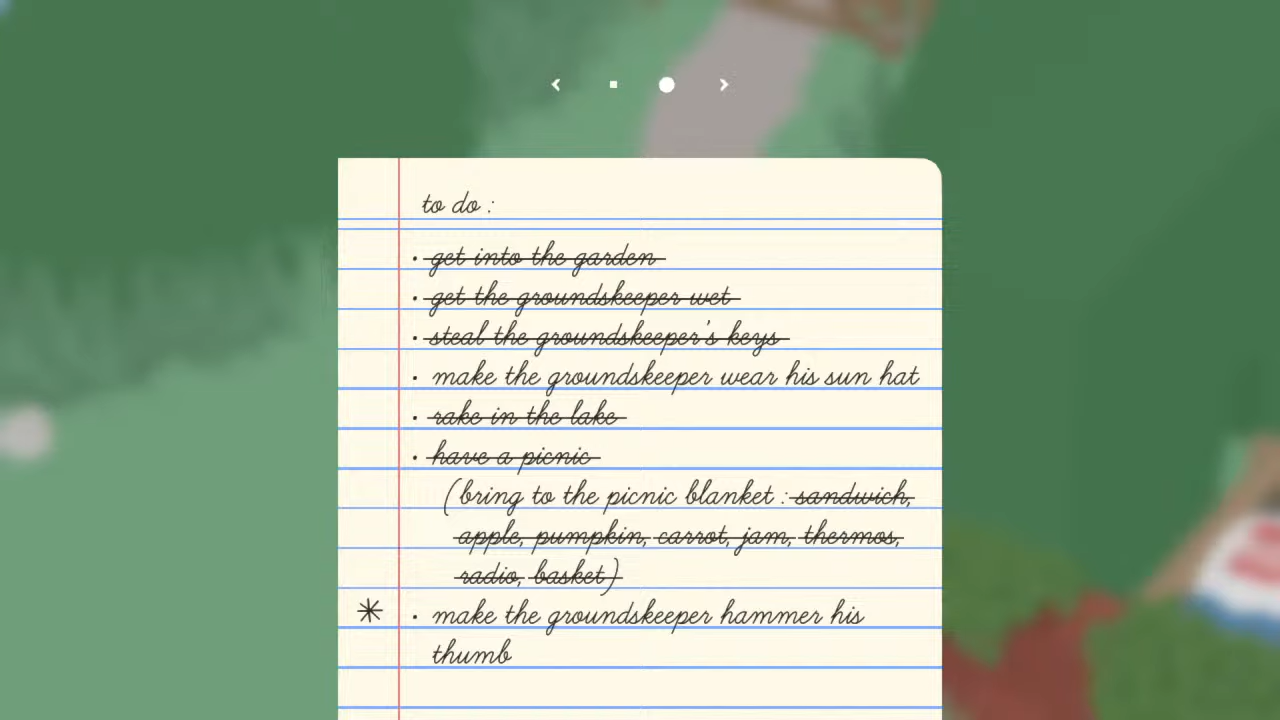 to do :
· get into the garden
· get the groundskeeper wet
· steal the groundskeeper's keys
· make the groundskeeper wear his sun hat
· rake in the lake
· have a picnic
(bring to the picnic blanket : sandwich,
apple, pumpkin, carrot, jam, thermos,
radio, basket)
* · make the groundskeeper hammer his
thumb